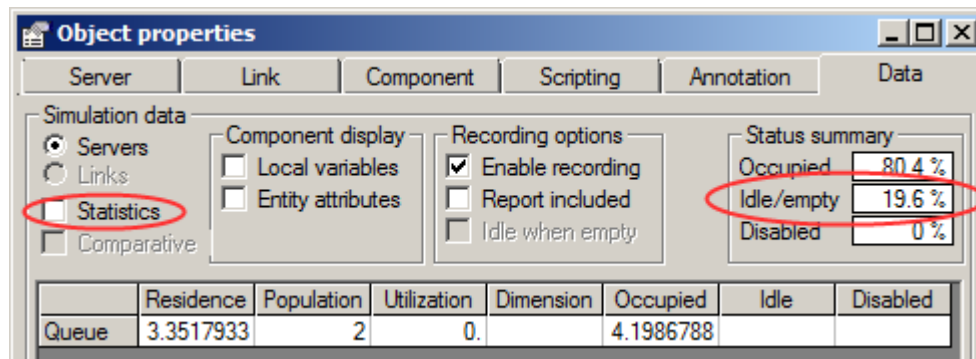 Object properties
Server Link Component Scripting Annotation Data
Simulation data
Servers
Links
Statistics
Comparative
Component display
Local variables
Entity attributes
Recording options
Enable recording
Report included
Idle when empty
Status summary
Occupied 80.4 %
Idle/empty 19.6 %
Disabled 0 %
Residence Population Utilization Dimension Occupied Idle Disabled
Queue 3.3517933 2 0. 4.1986788